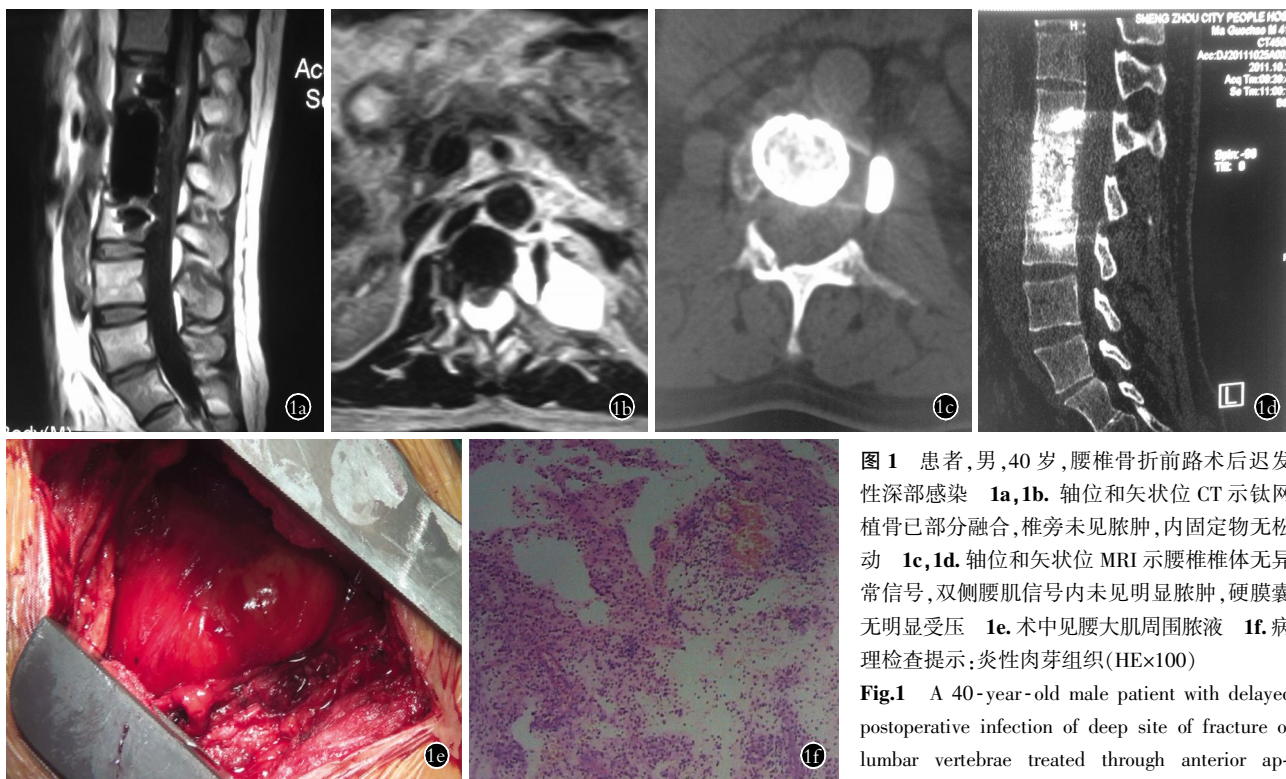 Ac
Se
1a
1b
1c
SHENG ZHOU CITY PEOPLE HO
Ma Guochao M 4
Acc:DJ20111025A00
2011.10.
H
L
1d
1e
1f
图 1 患者,男,40 岁,腰椎骨折前路术后迟发
性深部感染 1a,1b. 轴位和矢状位 CT 示钛网
植骨已部分融合,椎旁未见脓肿,内固定物无松
动 1c,1d. 轴位和矢状位 MRI 示腰椎椎体无异
常信号,双侧腰肌信号内未见明显脓肿,硬膜囊
无明显受压 1e. 术中见腰大肌周围脓液 1f. 病
理检查提示:炎性肉芽组织(HE×100)
Fig.1 A 40-year-old male patient with delayed
postoperative infection of deep site of fracture o
lumbar vertebrae treated through anterior ap